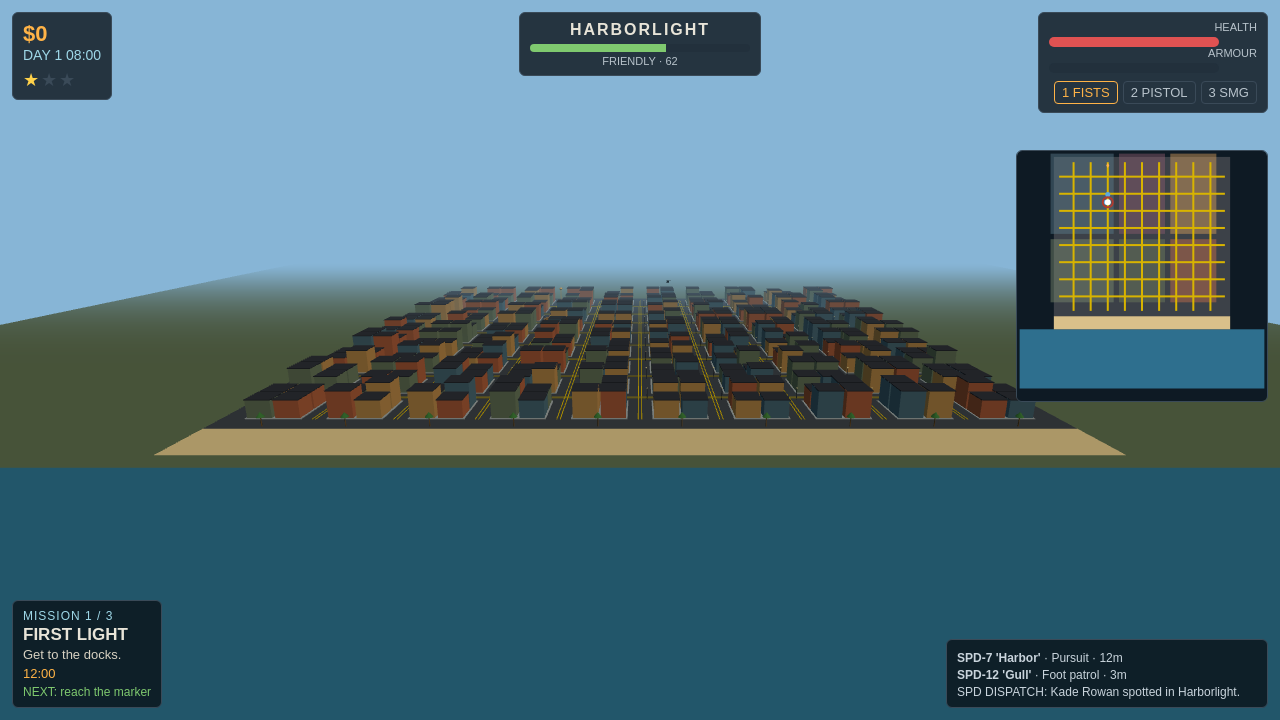 $0
DAY 1 08:00
HARBORLIGHT
FRIENDLY · 62
HEALTH
ARMOUR
1 FISTS 2 PISTOL 3 SMG
MISSION 1 / 3
FIRST LIGHT
Get to the docks.
12:00
NEXT: reach the marker
SPD-7 'Harbor' · Pursuit · 12m
SPD-12 'Gull' · Foot patrol · 3m
SPD DISPATCH: Kade Rowan spotted in Harborlight.